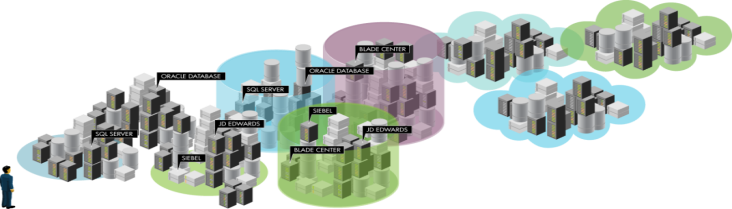 BLADE CENTER
ORACLE DATABASE
ORACLE DATABASE
SQL SERVER
SIEBEL
JD EDWARDS
JD EDWARDS
SQL SERVER
BLADE CENTER
SIEBEL